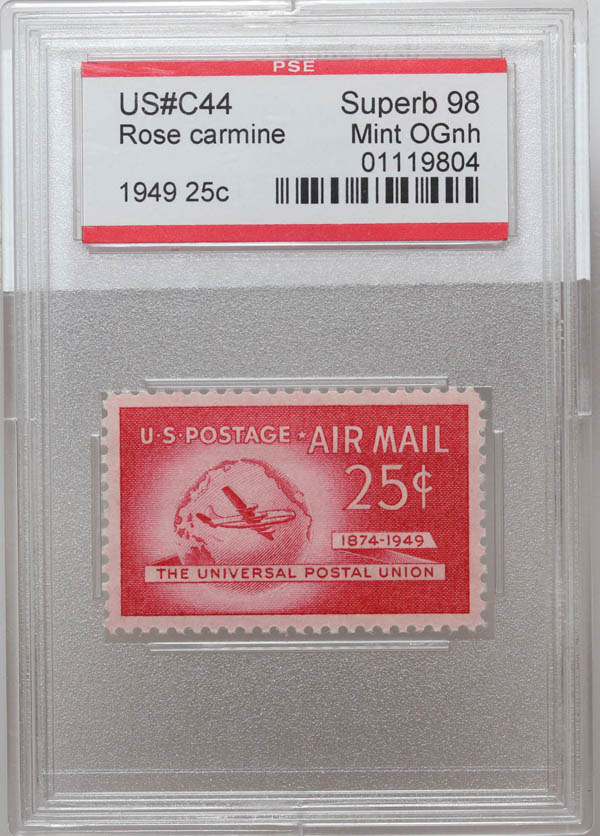 PSE
US#C44 Superb 98
Rose carmine Mint OGnh
01119804
1949 25c
U·S·POSTAGE ★ AIR MAIL
25¢
1874-1949
THE UNIVERSAL POSTAL UNION